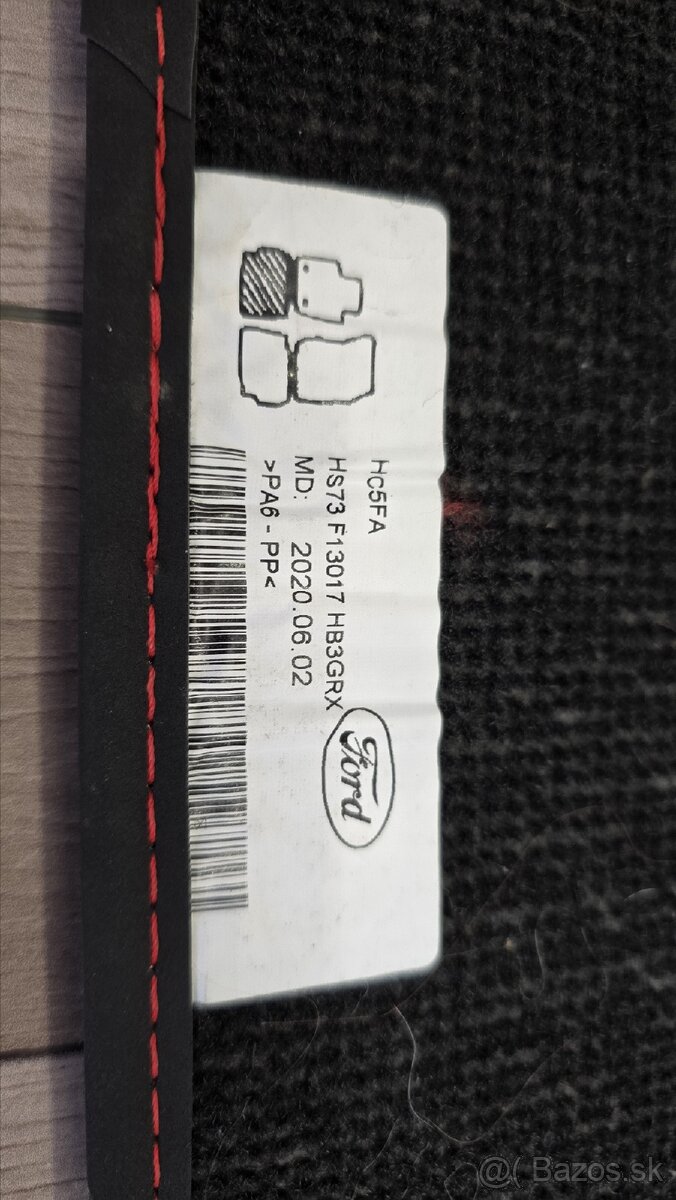 Hc5FA
HS73 F13017 HB3GRX
MD: 2020.06.02
>PA6 - PP<
Ford
@( Bazos.sk